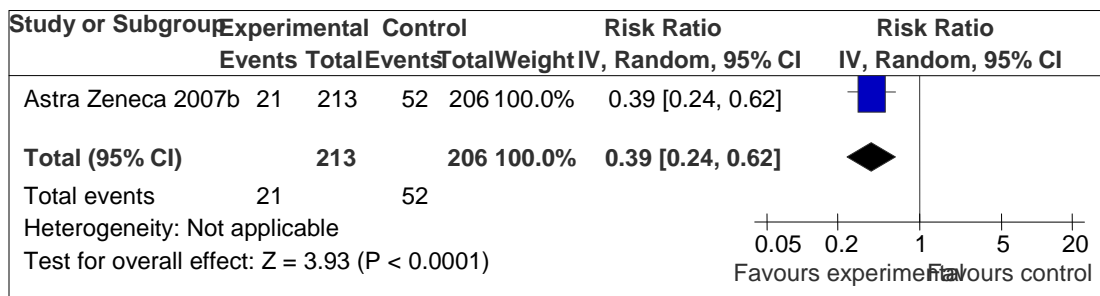 Study or Subgroup Experimental Control Risk Ratio Risk Ratio
Events Total Events Total Weight IV, Random, 95% CI IV, Random, 95% CI
Astra Zeneca 2007b 21 213 52 206 100.0% 0.39 [0.24, 0.62]
Total (95% CI) 213 206 100.0% 0.39 [0.24, 0.62]
Total events 21 52
Heterogeneity: Not applicable
Test for overall effect: Z = 3.93 (P < 0.0001)
0.05 0.2 1 5 20
Favours experimental Favours control